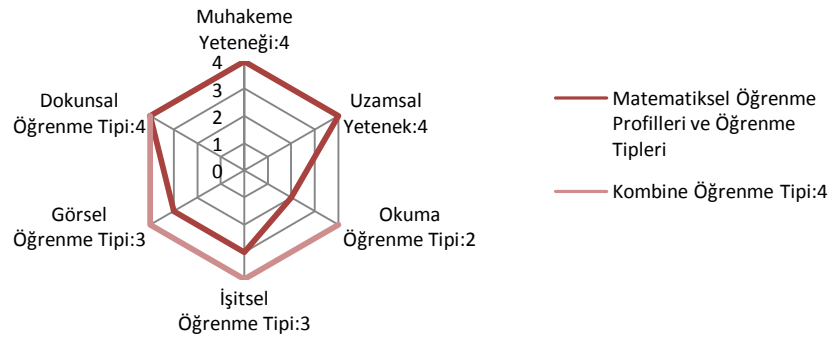 Muhakeme
Yeteneği:4
Uzamsal
Yetenek:4
Okuma
Öğrenme Tipi:2
İşitsel
Öğrenme Tipi:3
Görsel
Öğrenme Tipi:3
Dokunsal
Öğrenme Tipi:4
4
3
2
1
0
Matematiksel Öğrenme
Profilleri ve Öğrenme
Tipleri
Kombine Öğrenme Tipi:4